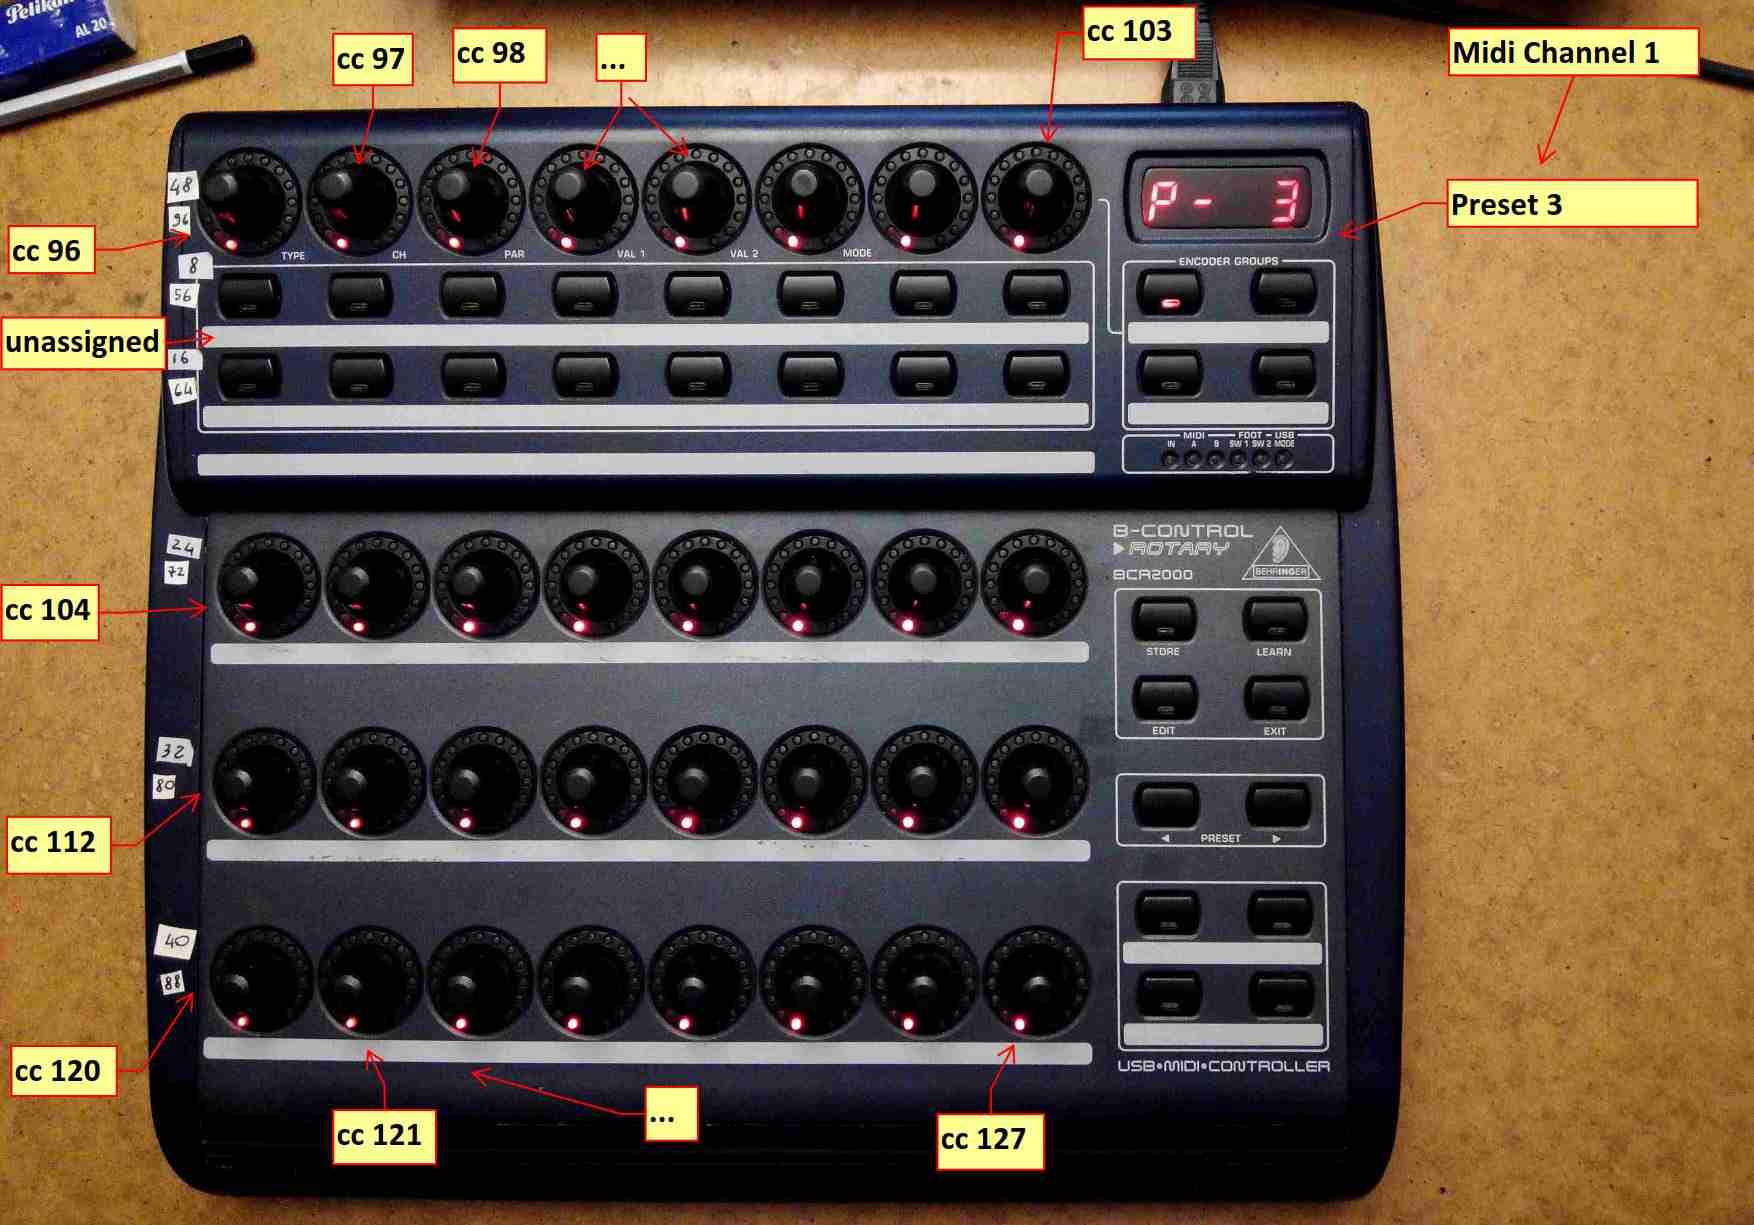 Pelikan
AL 20
cc 97
cc 98
...
cc 103
Midi Channel 1
Preset 3
P- 3
48
96
cc 96
TYPE
CH
PAR
VAL 1
VAL 2
MODE
8
56
unassigned
16
64
ENCODER GROUPS
MIDI
FOOT
USB
IN
A
B
SW 1
SW 2
MODE
24
72
cc 104
B-CONTROL
ROTARY
BCR2000
BEHRINGER
STORE
LEARN
EDIT
EXIT
32
80
cc 112
PRESET
40
88
cc 120
USB•MIDI•CONTROLLER
cc 121
...
cc 127